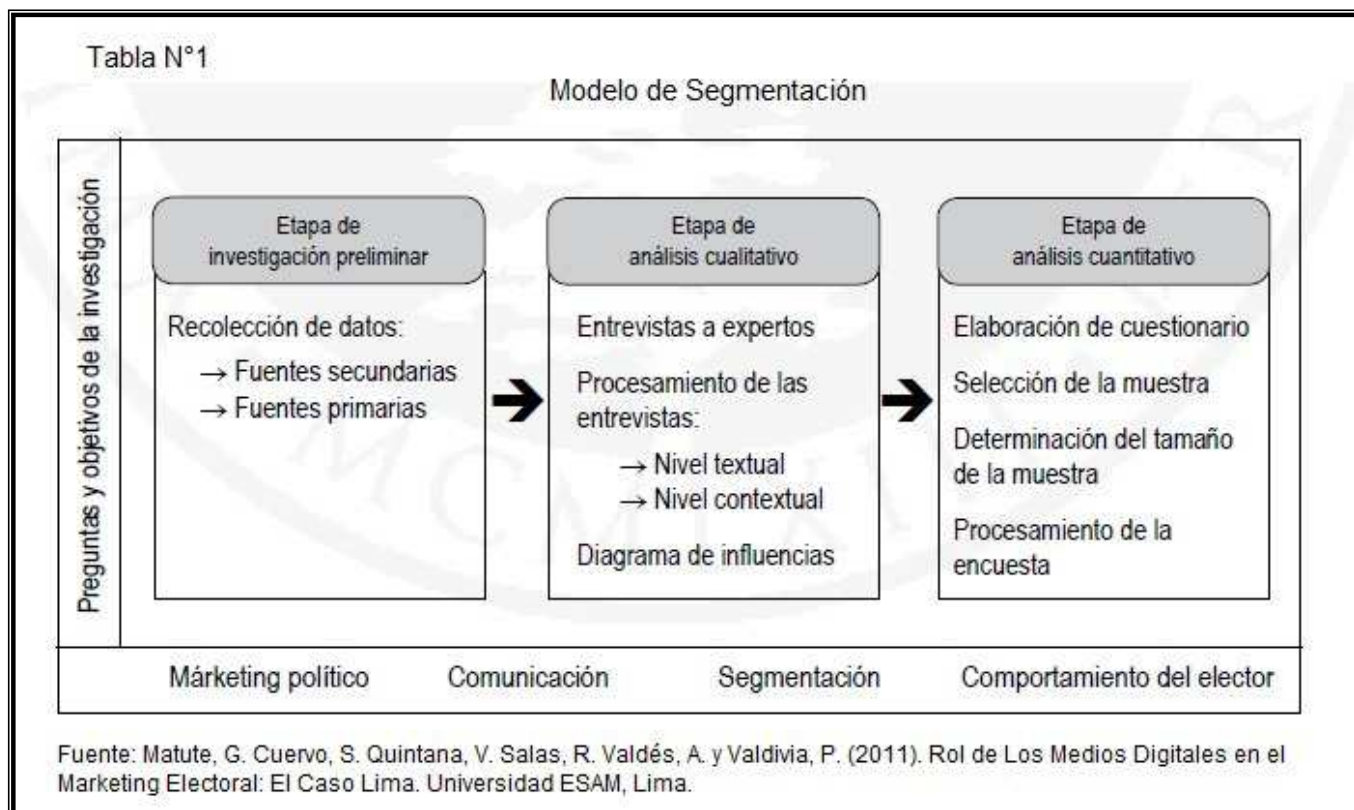 Tabla N°1
Modelo de Segmentación
Preguntas y objetivos de la investigación
Etapa de
investigación preliminar
Recolección de datos:
→ Fuentes secundarias
→ Fuentes primarias
Etapa de
análisis cualitativo
Entrevistas a expertos
Procesamiento de las
entrevistas:
→ Nivel textual
→ Nivel contextual
Diagrama de influencias
Etapa de
análisis cuantitativo
Elaboración de cuestionario
Selección de la muestra
Determinación del tamaño
de la muestra
Procesamiento de la
encuesta
Márketing político Comunicación Segmentación Comportamiento del elector
Fuente: Matute, G. Cuervo, S. Quintana, V. Salas, R. Valdés, A. y Valdivia, P. (2011). Rol de Los Medios Digitales en el
Marketing Electoral: El Caso Lima. Universidad ESAM, Lima.